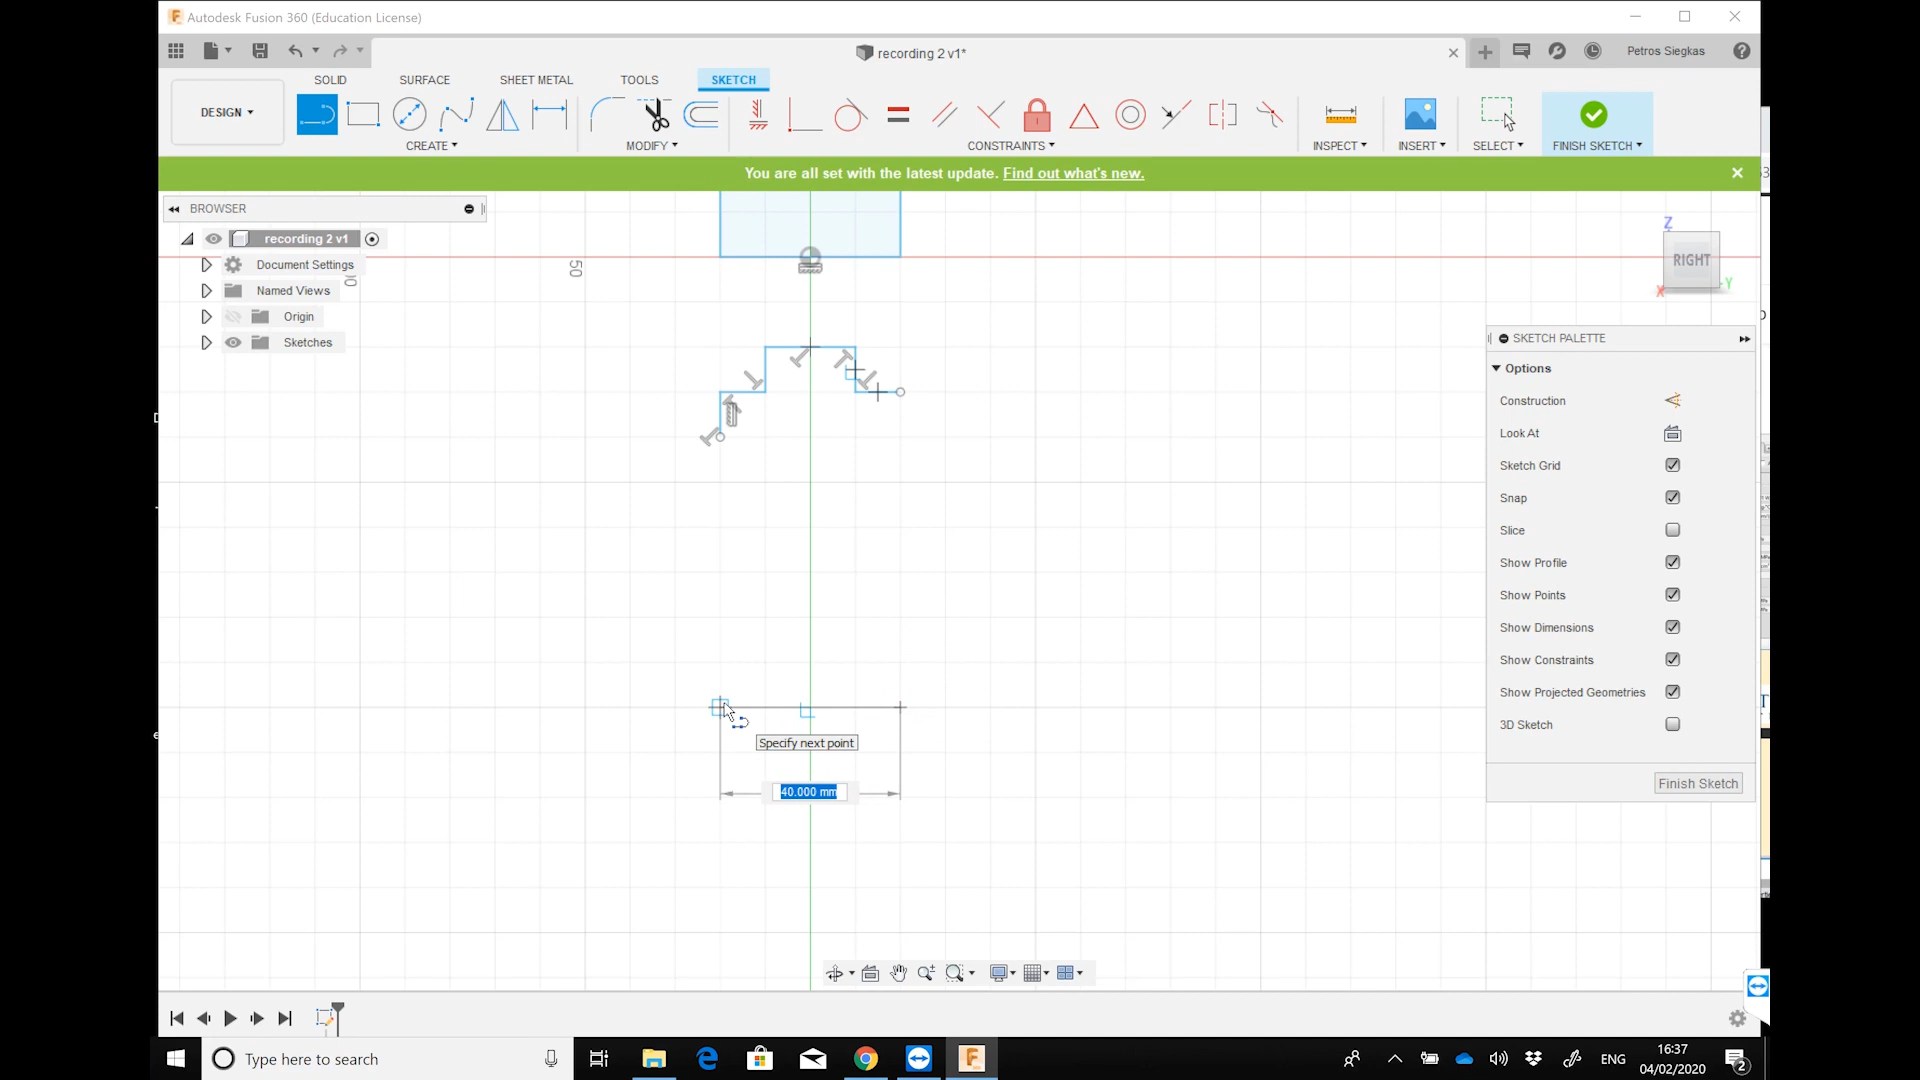 Autodesk Fusion 360 (Education License)
recording 2 v1*
Petros Siegkas
SOLID
SURFACE
SHEET METAL
TOOLS
SKETCH
DESIGN
CREATE
MODIFY
CONSTRAINTS
INSPECT
INSERT
SELECT
FINISH SKETCH
You are all set with the latest update. Find out what's new.
BROWSER
recording 2 v1
Document Settings
Named Views
Origin
Sketches
50
Z
RIGHT
X
Y
SKETCH PALETTE
Options
Construction
Look At
Sketch Grid
Snap
Slice
Show Profile
Show Points
Show Dimensions
Show Constraints
Show Projected Geometries
3D Sketch
Finish Sketch
Specify next point
40.000 mm
Type here to search
ENG
16:37
04/02/2020
2